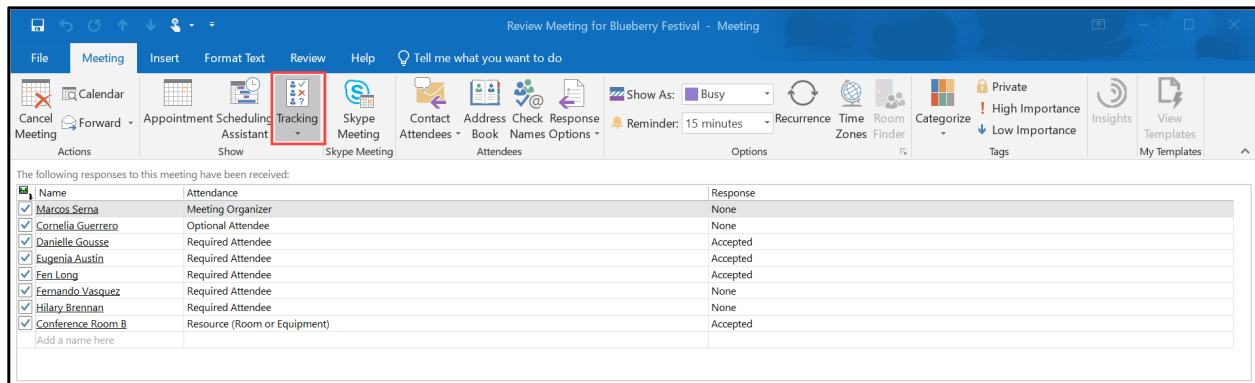 Review Meeting for Blueberry Festival - Meeting
File Meeting Insert Format Text Review Help Tell me what you want to do
Cancel Meeting
Calendar
Forward
Actions
Appointment
Scheduling Assistant
Tracking
Show
Skype Meeting
Skype Meeting
Contact Attendees
Address Book
Check Names
Response Options
Attendees
Show As: Busy
Reminder: 15 minutes
Recurrence
Time Zones
Room Finder
Options
Categorize
Private
High Importance
Low Importance
Tags
Insights
View Templates
My Templates
The following responses to this meeting have been received:
Name Attendance Response
Marcos Serna Meeting Organizer None
Cornelia Guerrero Optional Attendee None
Danielle Gousse Required Attendee Accepted
Eugenia Austin Required Attendee Accepted
Fen Long Required Attendee Accepted
Fernando Vasquez Required Attendee None
Hilary Brennan Required Attendee None
Conference Room B Resource (Room or Equipment) Accepted
Add a name here